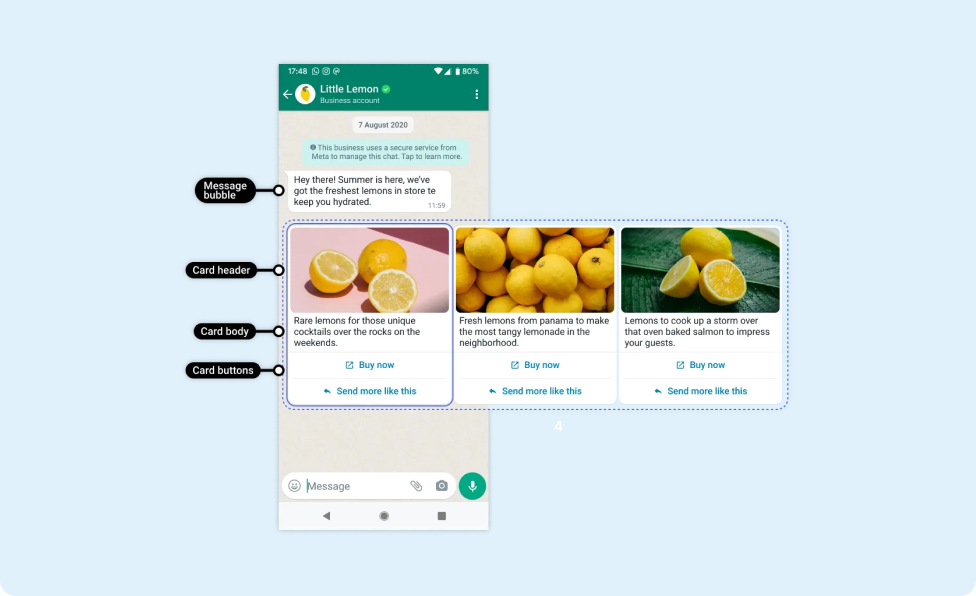 17:48
80%
Little Lemon
Business account
7 August 2020
This business uses a secure service from
Meta to manage this chat. Tap to learn more.
Message
bubble
Hey there! Summer is here, we've
got the freshest lemons in store te
keep you hydrated.
11:59
Card header
Card body
Rare lemons for those unique
cocktails over the rocks on the
weekends.
Fresh lemons from panama to make
the most tangy lemonade in the
neighborhood.
Lemons to cook up a storm over
that oven baked salmon to impress
your guests.
Card buttons
Buy now
Buy now
Buy now
Send more like this
Send more like this
Send more like this
4
Message